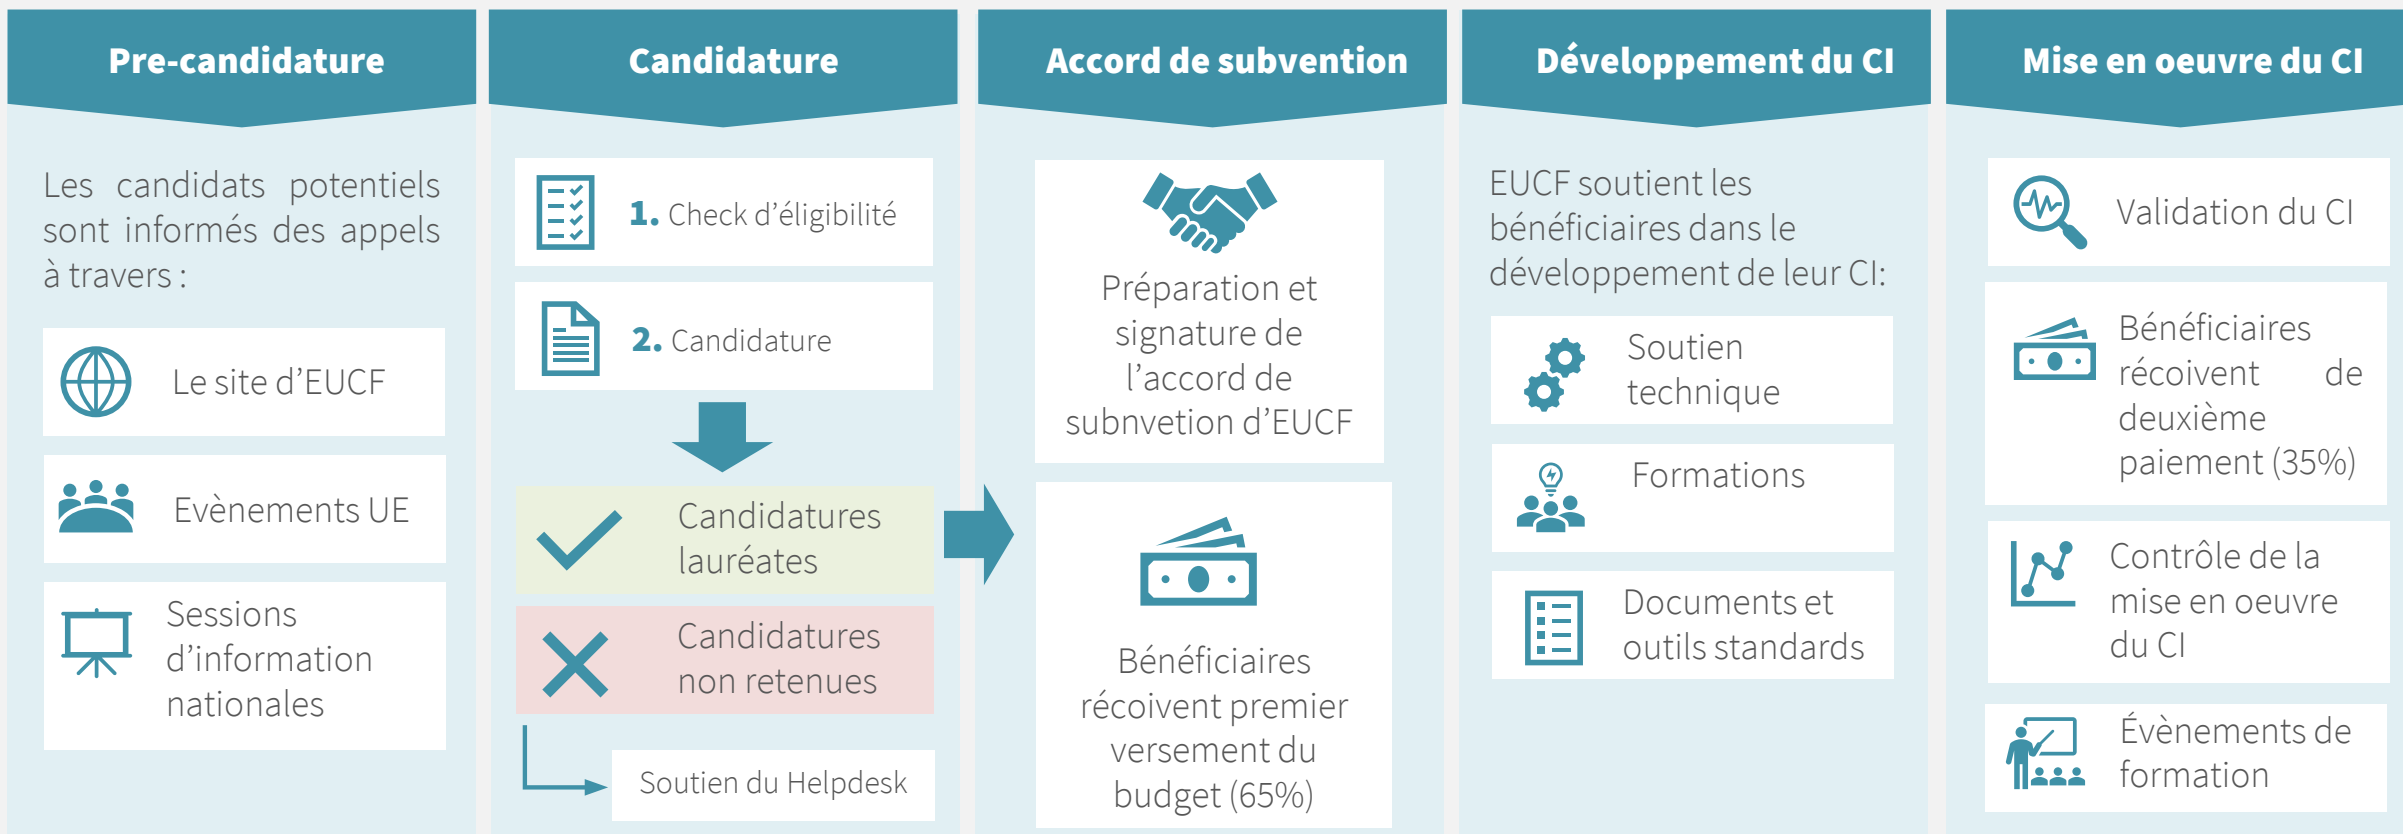 Pre-candidature
Les candidats potentiels
sont informés des appels
à travers :
Le site d'EUCF
Evènements UE
Sessions
d'information
nationales
Candidature
1. Check d'éligibilité
2. Candidature
Candidatures
lauréates
Candidatures
non retenues
Soutien du Helpdesk
Accord de subvention
Préparation et
signature de
l'accord de
subnvetion d'EUCF
Bénéficiaires
récoivent premier
versement du
budget (65%)
Développement du CI
EUCF soutient les
bénéficiaires dans le
développement de leur CI:
Soutien
technique
Formations
Documents et
outils standards
Mise en oeuvre du CI
Validation du CI
Bénéficiaires
récoivent de
deuxième
paiement (35%)
Contrôle de la
mise en oeuvre
du CI
Évènements de
formation